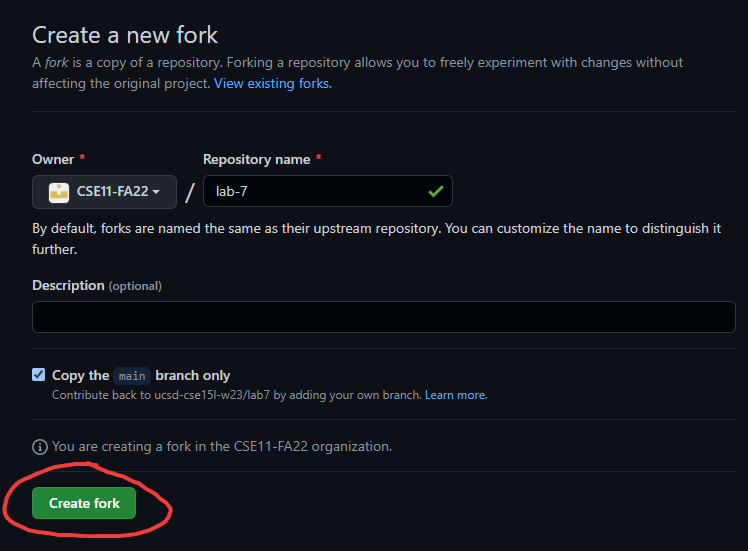 Create a new fork
A fork is a copy of a repository. Forking a repository allows you to freely experiment with changes without
affecting the original project. View existing forks.
Owner * Repository name *
CSE11-FA22 / lab-7
By default, forks are named the same as their upstream repository. You can customize the name to distinguish it
further.
Description (optional)
Copy the main branch only
Contribute back to ucsd-cse15l-w23/lab7 by adding your own branch. Learn more.
You are creating a fork in the CSE11-FA22 organization.
Create fork